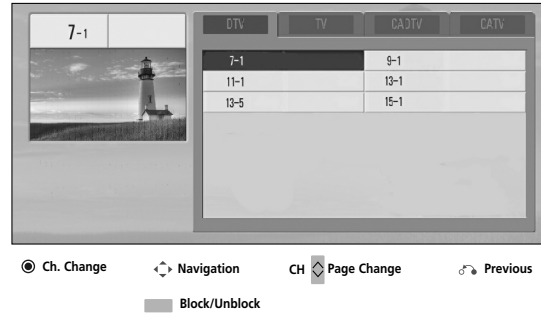 7-1
DTV TV CADTV CATV
7-1 9-1
11-1 13-1
13-5 15-1
Ch. Change Navigation CH Page Change Previous
Block/Unblock